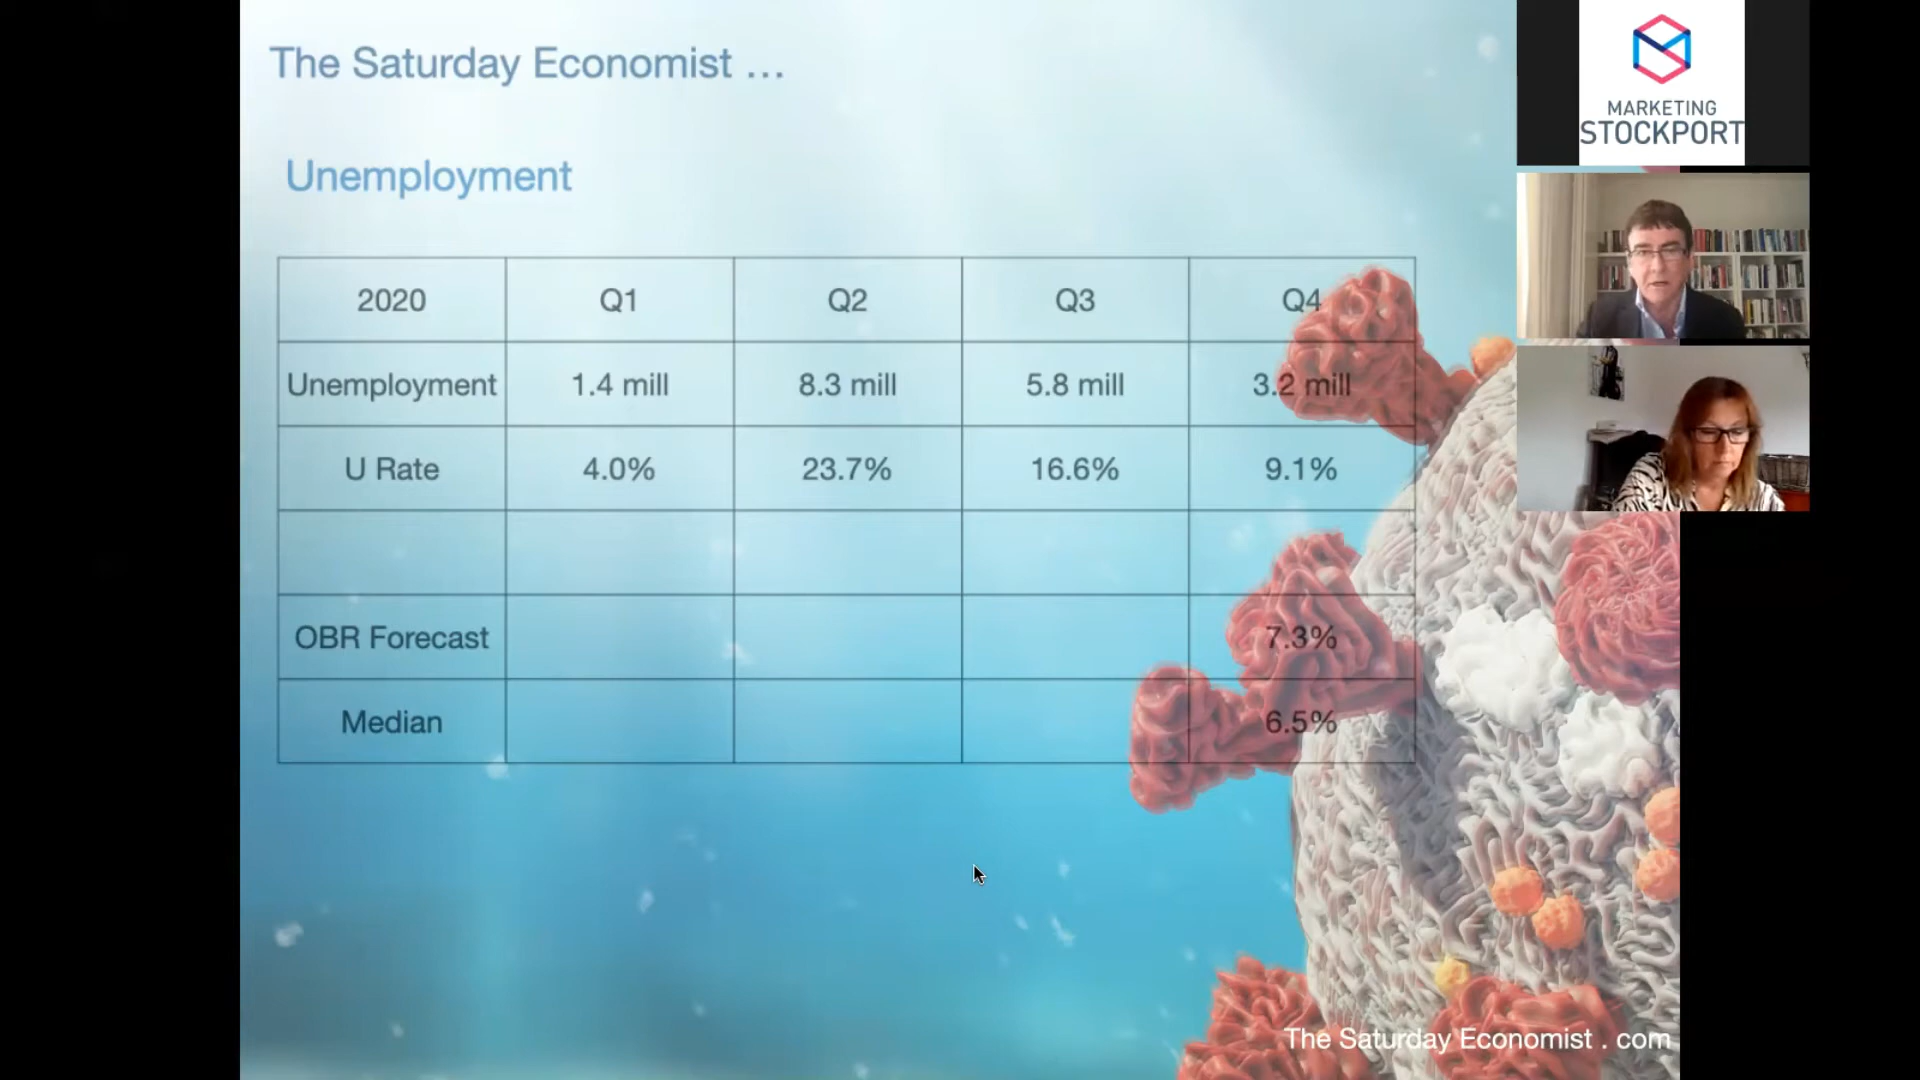 The Saturday Economist ...
Unemployment
2020 Q1 Q2 Q3 Q4
Unemployment 1.4 mill 8.3 mill 5.8 mill 3.2 mill
U Rate 4.0% 23.7% 16.6% 9.1%
OBR Forecast 7.3%
Median 6.5%
The Saturday Economist . com
MARKETING
STOCKPORT